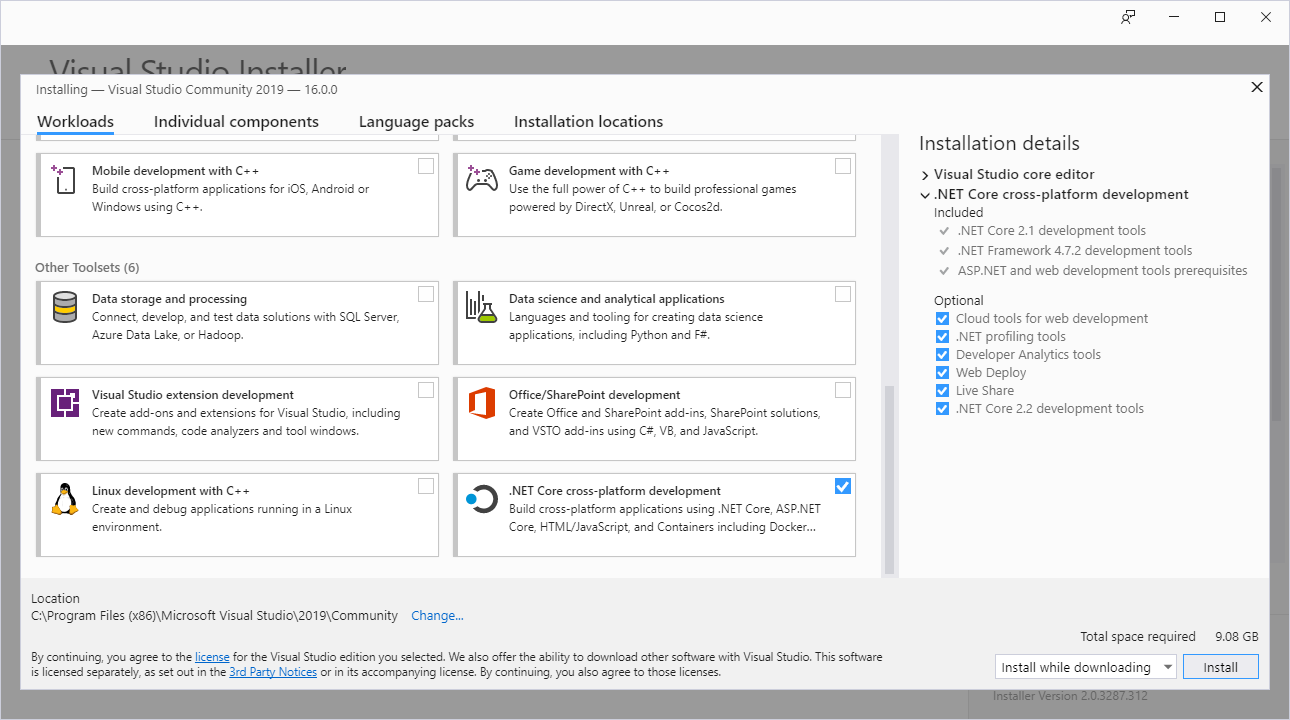 Visual Studio Installer
Installing — Visual Studio Community 2019 — 16.0.0
Workloads
Individual components
Language packs
Installation locations
Mobile development with C++
Build cross-platform applications for iOS, Android or
Windows using C++.
Game development with C++
Use the full power of C++ to build professional games
powered by DirectX, Unreal, or Cocos2d.
Other Toolsets (6)
Data storage and processing
Connect, develop, and test data solutions with SQL Server,
Azure Data Lake, or Hadoop.
Data science and analytical applications
Languages and tooling for creating data science
applications, including Python and F#.
Visual Studio extension development
Create add-ons and extensions for Visual Studio, including
new commands, code analyzers and tool windows.
Office/SharePoint development
Create Office and SharePoint add-ins, SharePoint solutions,
and VSTO add-ins using C#, VB, and JavaScript.
Linux development with C++
Create and debug applications running in a Linux
environment.
.NET Core cross-platform development
Build cross-platform applications using .NET Core, ASP.NET
Core, HTML/JavaScript, and Containers including Docker...
Installation details
Visual Studio core editor
.NET Core cross-platform development
Included
.NET Core 2.1 development tools
.NET Framework 4.7.2 development tools
ASP.NET and web development tools prerequisites
Optional
Cloud tools for web development
.NET profiling tools
Developer Analytics tools
Web Deploy
Live Share
.NET Core 2.2 development tools
Location
C:\Program Files (x86)\Microsoft Visual Studio\2019\Community Change...
By continuing, you agree to the license for the Visual Studio edition you selected. We also offer the ability to download other software with Visual Studio. This software
is licensed separately, as set out in the 3rd Party Notices or in its accompanying license. By continuing, you also agree to those licenses.
Total space required 9.08 GB
Install while downloading
Install
Installer Version 2.0.3287.312